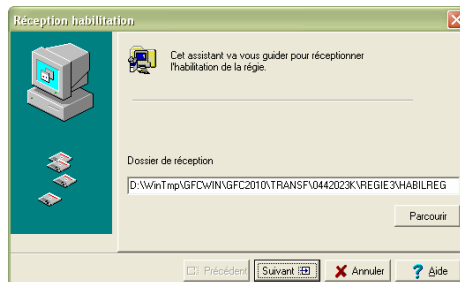 Réception habilitation
Cet assistant va vous guider pour réceptionner
l'habilitation de la régie.
Dossier de réception
D:\WinTmp\GFCWIN\GFC2010\TRANSF\0442023K\REGIE3\HABILREG
Parcourir
Précédent
Suivant
Annuler
Aide